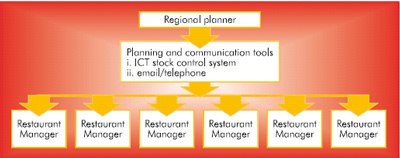 Regional planner
Planning and communication tools
i. ICT stock control system
ii. email/telephone
Restaurant Manager
Restaurant Manager
Restaurant Manager
Restaurant Manager
Restaurant Manager
Restaurant Manager